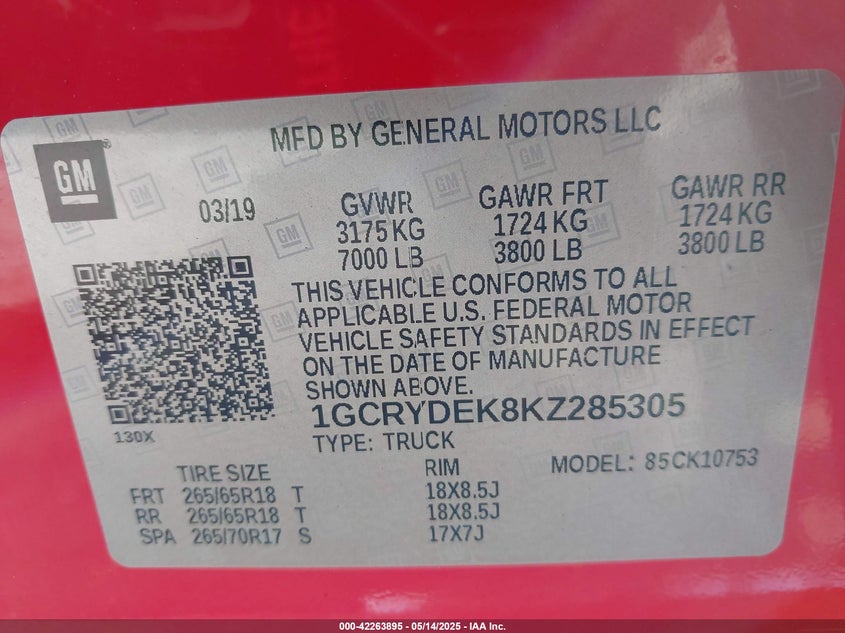 MFD BY GENERAL MOTORS LLC
GM
03/19
GVWR GAWR FRT GAWR RR
3175 KG 1724 KG 1724 KG
7000 LB 3800 LB 3800 LB
THIS VEHICLE CONFORMS TO ALL
APPLICABLE U.S. FEDERAL MOTOR
VEHICLE SAFETY STANDARDS IN EFFECT
ON THE DATE OF MANUFACTURE
SHOWN ABOVE.
1GCRYDEK8KZ285305
130X
TYPE: TRUCK
TIRE SIZE RIM MODEL: 85CK10753
FRT 265/65R18 T 18X8.5J
RR 265/65R18 T 18X8.5J
SPA 265/70R17 S 17X7J
000-42263895 - 05/14/2025 - IAA Inc.